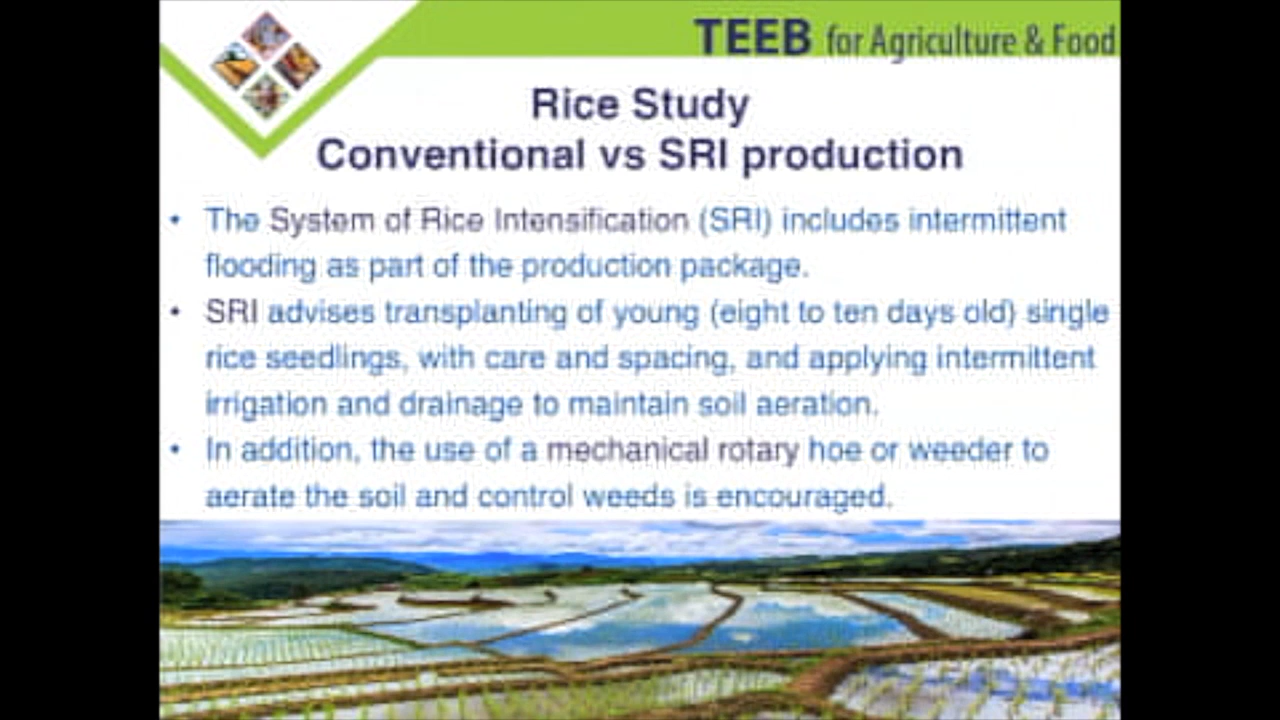 TEEB for Agriculture & Food
Rice Study
Conventional vs SRI production
• The System of Rice Intensification (SRI) includes intermittent
flooding as part of the production package.
• SRI advises transplanting of young (eight to ten days old) single
rice seedlings, with care and spacing, and applying intermittent
irrigation and drainage to maintain soil aeration.
• In addition, the use of a mechanical rotary hoe or weeder to
aerate the soil and control weeds is encouraged.